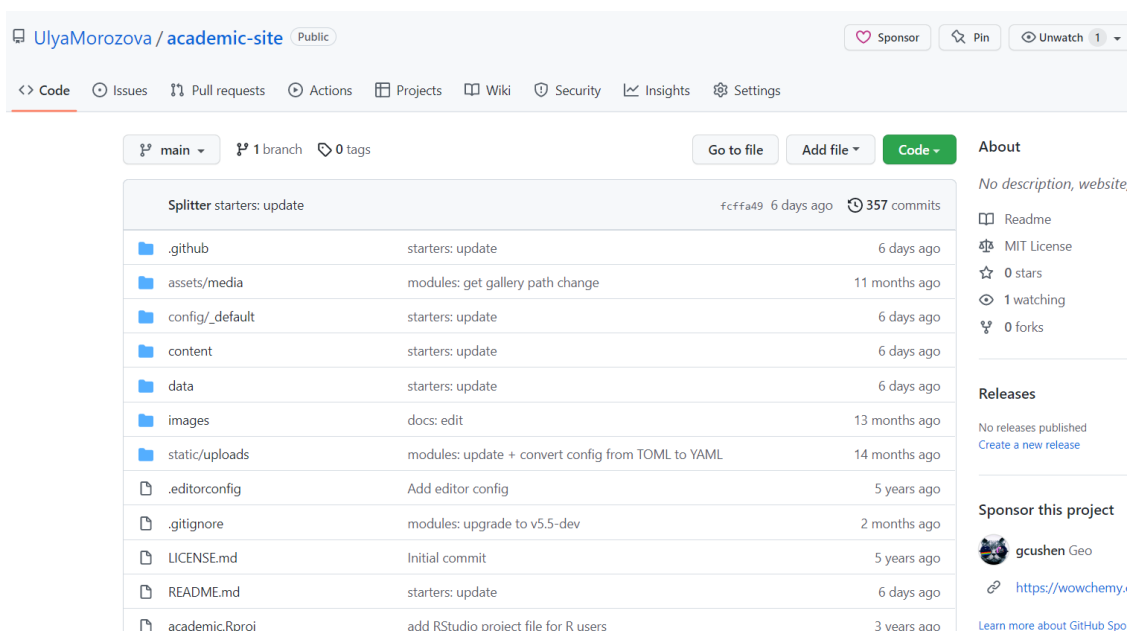 UlyaMorozova / academic-site Public
Sponsor Pin Unwatch 1
Code Issues Pull requests Actions Projects Wiki Security Insights Settings
main 1 branch 0 tags Go to file Add file Code
Splitter starters: update fcffa49 6 days ago 357 commits
.github starters: update 6 days ago
assets/media modules: get gallery path change 11 months ago
config/_default starters: update 6 days ago
content starters: update 6 days ago
data starters: update 6 days ago
images docs: edit 13 months ago
static/uploads modules: update + convert config from TOML to YAML 14 months ago
.editorconfig Add editor config 5 years ago
.gitignore modules: upgrade to v5.5-dev 2 months ago
LICENSE.md Initial commit 5 years ago
README.md starters: update 6 days ago
academic.Rproj add RStudio project file for R users 3 years ago
About
No description, website,
Readme
MIT License
0 stars
1 watching
0 forks
Releases
No releases published
Create a new release
Sponsor this project
gcushen Geo
https://wowchemy.
Learn more about GitHub Spo